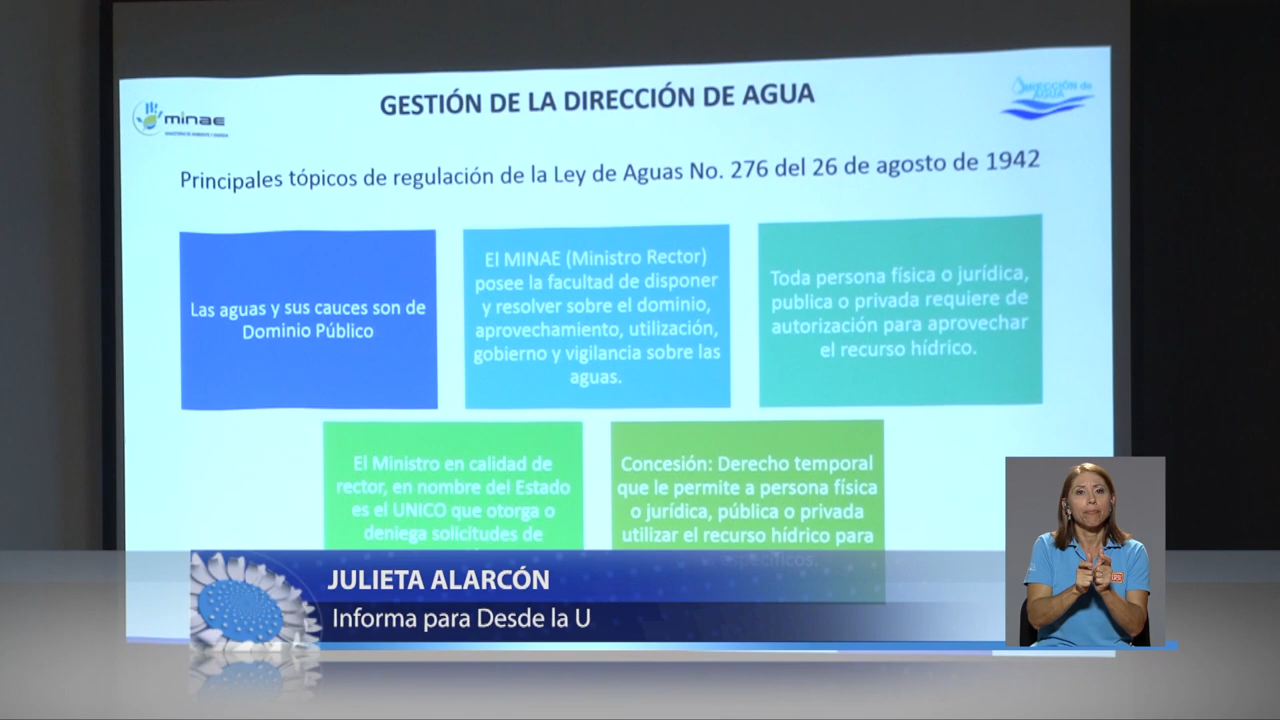 GESTIÓN DE LA DIRECCIÓN DE AGUA
minae
DIRECCIÓN de
AGUA
Principales tópicos de regulación de la Ley de Aguas No. 276 del 26 de agosto de 1942
Las aguas y sus cauces son de
Dominio Público
El MINAE (Ministro Rector)
posee la facultad de disponer
y resolver sobre el dominio,
aprovechamiento, utilización,
gobierno y vigilancia sobre las
aguas.
Toda persona física o jurídica,
publica o privada requiere de
autorización para aprovechar
el recurso hídrico.
El Ministro en calidad de
rector, en nombre del Estado
es el UNICO que otorga o
deniega solicitudes de
Concesión: Derecho temporal
que le permite a persona física
o jurídica, pública o privada
utilizar el recurso hídrico para
específicos.
JULIETA ALARCÓN
Informa para Desde la U